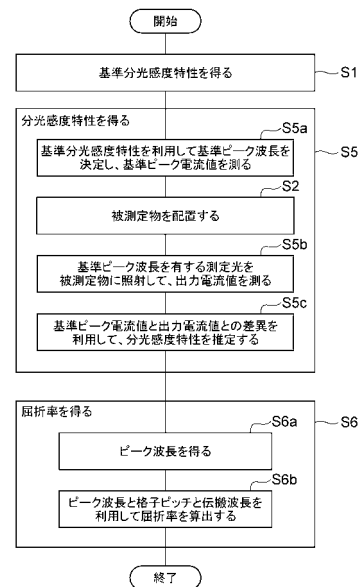 開始
基準分光感度特性を得る
S1
分光感度特性を得る
S5a
S5
基準分光感度特性を利用して基準ピーク波長を
決定し、基準ピーク電流値を測る
S2
被測定物を配置する
S5b
基準ピーク波長を有する測定光を
被測定物に照射して、出力電流値を測る
S5c
基準ピーク電流値と出力電流値との差異を
利用して、分光感度特性を推定する
屈折率を得る
S6a
S6
ピーク波長を得る
S6b
ピーク波長と格子ピッチと伝搬波長を
利用して屈折率を算出する
終了